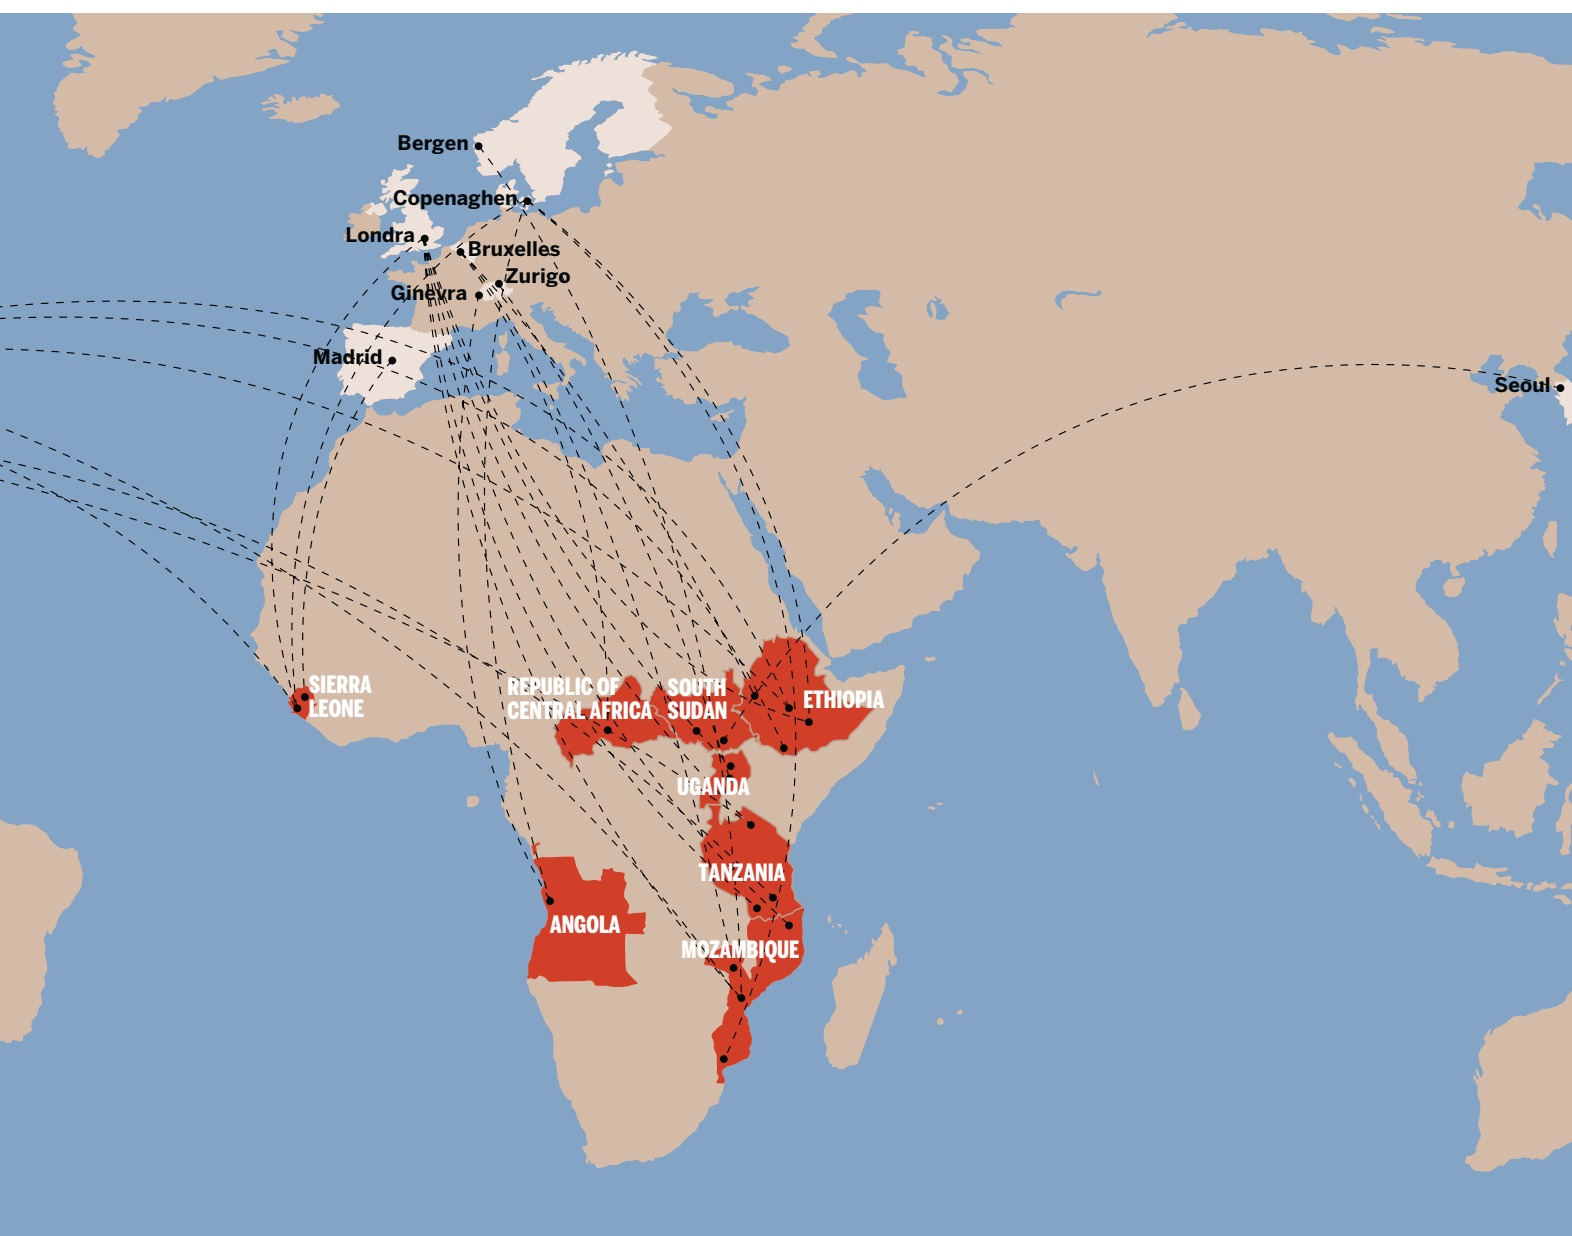 Bergen
Copenaghen
Londra
Bruxelles
Zurigo
Ginevra
Madrid
Seoul
SIERRA
LEONE
REPUBLIC OF
CENTRAL AFRICA
SOUTH
SUDAN
ETHIOPIA
UGANDA
TANZANIA
ANGOLA
MOZAMBIQUE